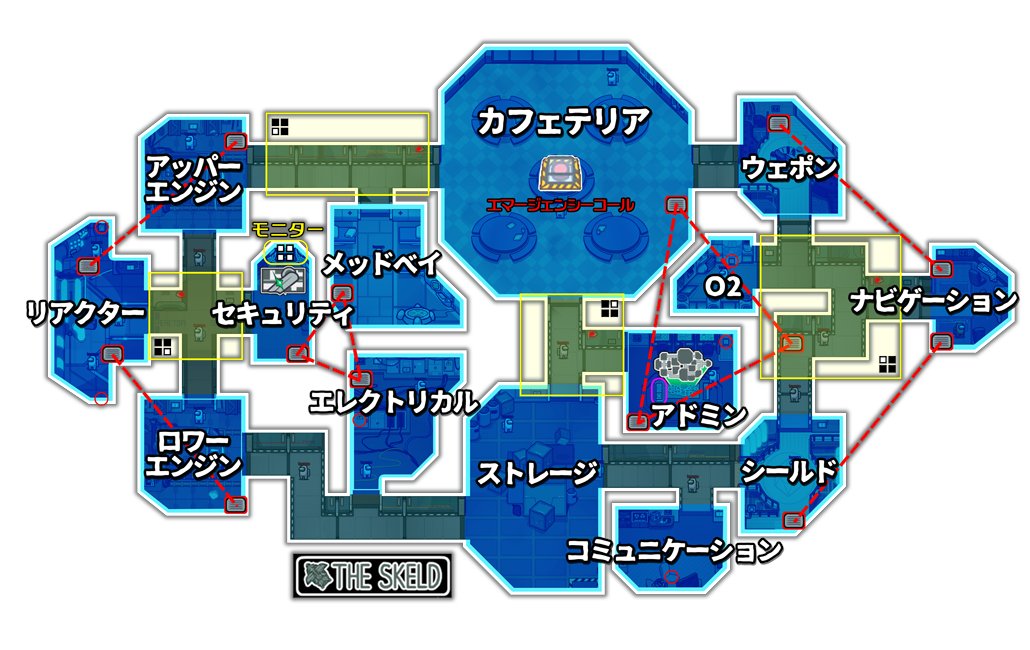 カフェテリア
エマージェンシーコール
ウェポン
アッパー
エンジン
モニター
メッドベイ
O2
リアクター
セキュリティ
ナビゲーション
エレクトリカル
アドミン
ロワー
エンジン
ストレージ
シールド
コミュニケーション
THE SKELD